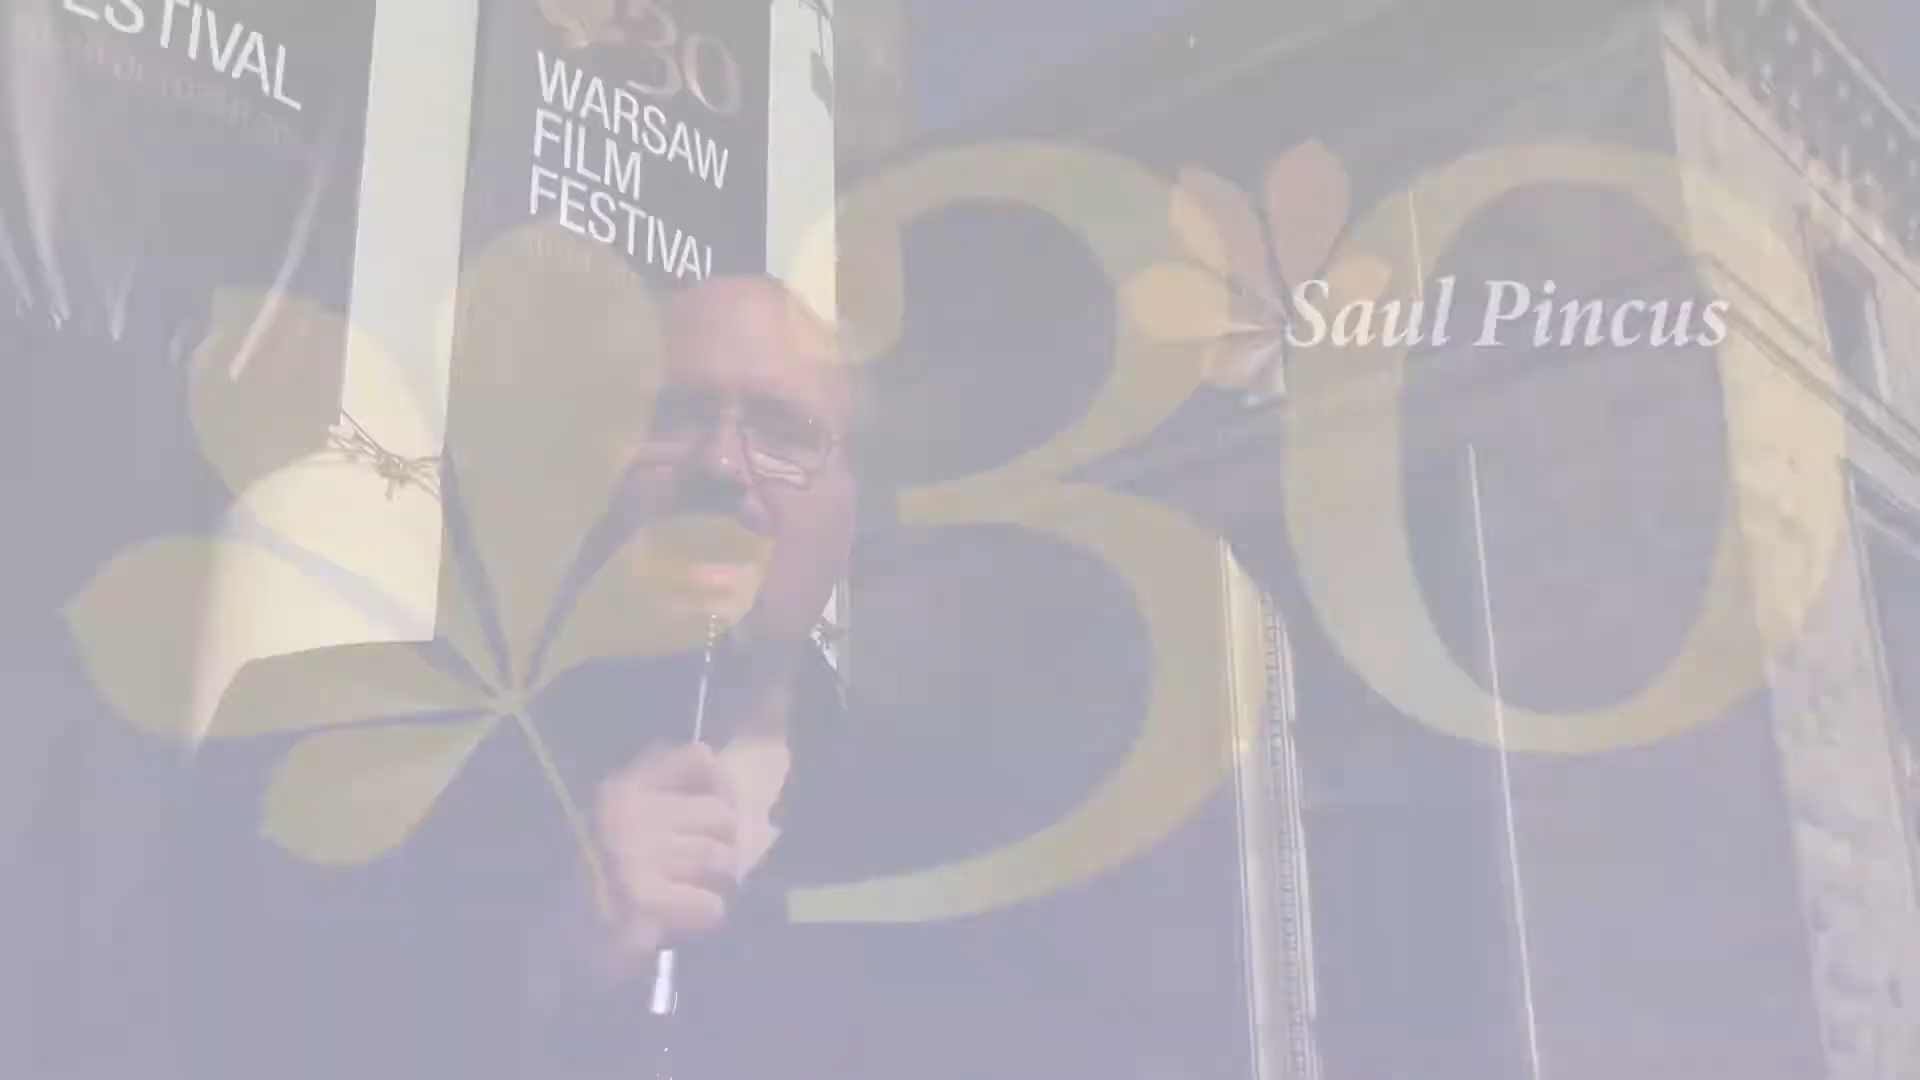 ESTIVAL
30
WARSAW
FILM
FESTIVAL
30
Saul Pincus